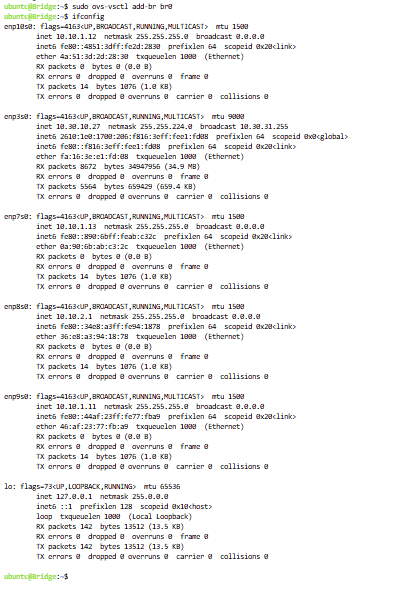 ubuntu@Bridge:~$ sudo ovs-vsctl add-br br0
ubuntu@Bridge:~$ ifconfig
enp10s0: flags=4163<UP,BROADCAST,RUNNING,MULTICAST>  mtu 1500
        inet 10.10.1.12  netmask 255.255.255.0  broadcast 0.0.0.0
        inet6 fe80::4851:3dff:fe2d:2830  prefixlen 64  scopeid 0x20<link>
        ether 4a:51:3d:2d:28:30  txqueuelen 1000  (Ethernet)
        RX packets 0  bytes 0 (0.0 B)
        RX errors 0  dropped 0  overruns 0  frame 0
        TX packets 14  bytes 1076 (1.0 KB)
        TX errors 0  dropped 0 overruns 0  carrier 0  collisions 0

enp3s0: flags=4163<UP,BROADCAST,RUNNING,MULTICAST>  mtu 9000
        inet 10.30.10.27  netmask 255.255.224.0  broadcast 10.30.31.255
        inet6 2610:1e0:1700:206:f816:3eff:fee1:fd08  prefixlen 64  scopeid 0x0<global>
        inet6 fe80::f816:3eff:fee1:fd08  prefixlen 64  scopeid 0x20<link>
        ether fa:16:3e:e1:fd:08  txqueuelen 1000  (Ethernet)
        RX packets 8672  bytes 34947956 (34.9 MB)
        RX errors 0  dropped 0  overruns 0  frame 0
        TX packets 5564  bytes 659429 (659.4 KB)
        TX errors 0  dropped 0 overruns 0  carrier 0  collisions 0

enp7s0: flags=4163<UP,BROADCAST,RUNNING,MULTICAST>  mtu 1500
        inet 10.10.1.13  netmask 255.255.255.0  broadcast 0.0.0.0
        inet6 fe80::890:6bff:feab:c32c  prefixlen 64  scopeid 0x20<link>
        ether 0a:90:6b:ab:c3:2c  txqueuelen 1000  (Ethernet)
        RX packets 0  bytes 0 (0.0 B)
        RX errors 0  dropped 0  overruns 0  frame 0
        TX packets 14  bytes 1076 (1.0 KB)
        TX errors 0  dropped 0 overruns 0  carrier 0  collisions 0

enp8s0: flags=4163<UP,BROADCAST,RUNNING,MULTICAST>  mtu 1500
        inet 10.10.2.1  netmask 255.255.255.0  broadcast 0.0.0.0
        inet6 fe80::34e8:a3ff:fe94:1878  prefixlen 64  scopeid 0x20<link>
        ether 36:e8:a3:94:18:78  txqueuelen 1000  (Ethernet)
        RX packets 0  bytes 0 (0.0 B)
        RX errors 0  dropped 0  overruns 0  frame 0
        TX packets 14  bytes 1076 (1.0 KB)
        TX errors 0  dropped 0 overruns 0  carrier 0  collisions 0

enp9s0: flags=4163<UP,BROADCAST,RUNNING,MULTICAST>  mtu 1500
        inet 10.10.1.11  netmask 255.255.255.0  broadcast 0.0.0.0
        inet6 fe80::44af:23ff:fe77:fba9  prefixlen 64  scopeid 0x20<link>
        ether 46:af:23:77:fb:a9  txqueuelen 1000  (Ethernet)
        RX packets 0  bytes 0 (0.0 B)
        RX errors 0  dropped 0  overruns 0  frame 0
        TX packets 14  bytes 1076 (1.0 KB)
        TX errors 0  dropped 0 overruns 0  carrier 0  collisions 0

lo: flags=73<UP,LOOPBACK,RUNNING>  mtu 65536
        inet 127.0.0.1  netmask 255.0.0.0
        inet6 ::1  prefixlen 128  scopeid 0x10<host>
        loop  txqueuelen 1000  (Local Loopback)
        RX packets 142  bytes 13512 (13.5 KB)
        RX errors 0  dropped 0  overruns 0  frame 0
        TX packets 142  bytes 13512 (13.5 KB)
        TX errors 0  dropped 0 overruns 0  carrier 0  collisions 0

ubuntu@Bridge:~$